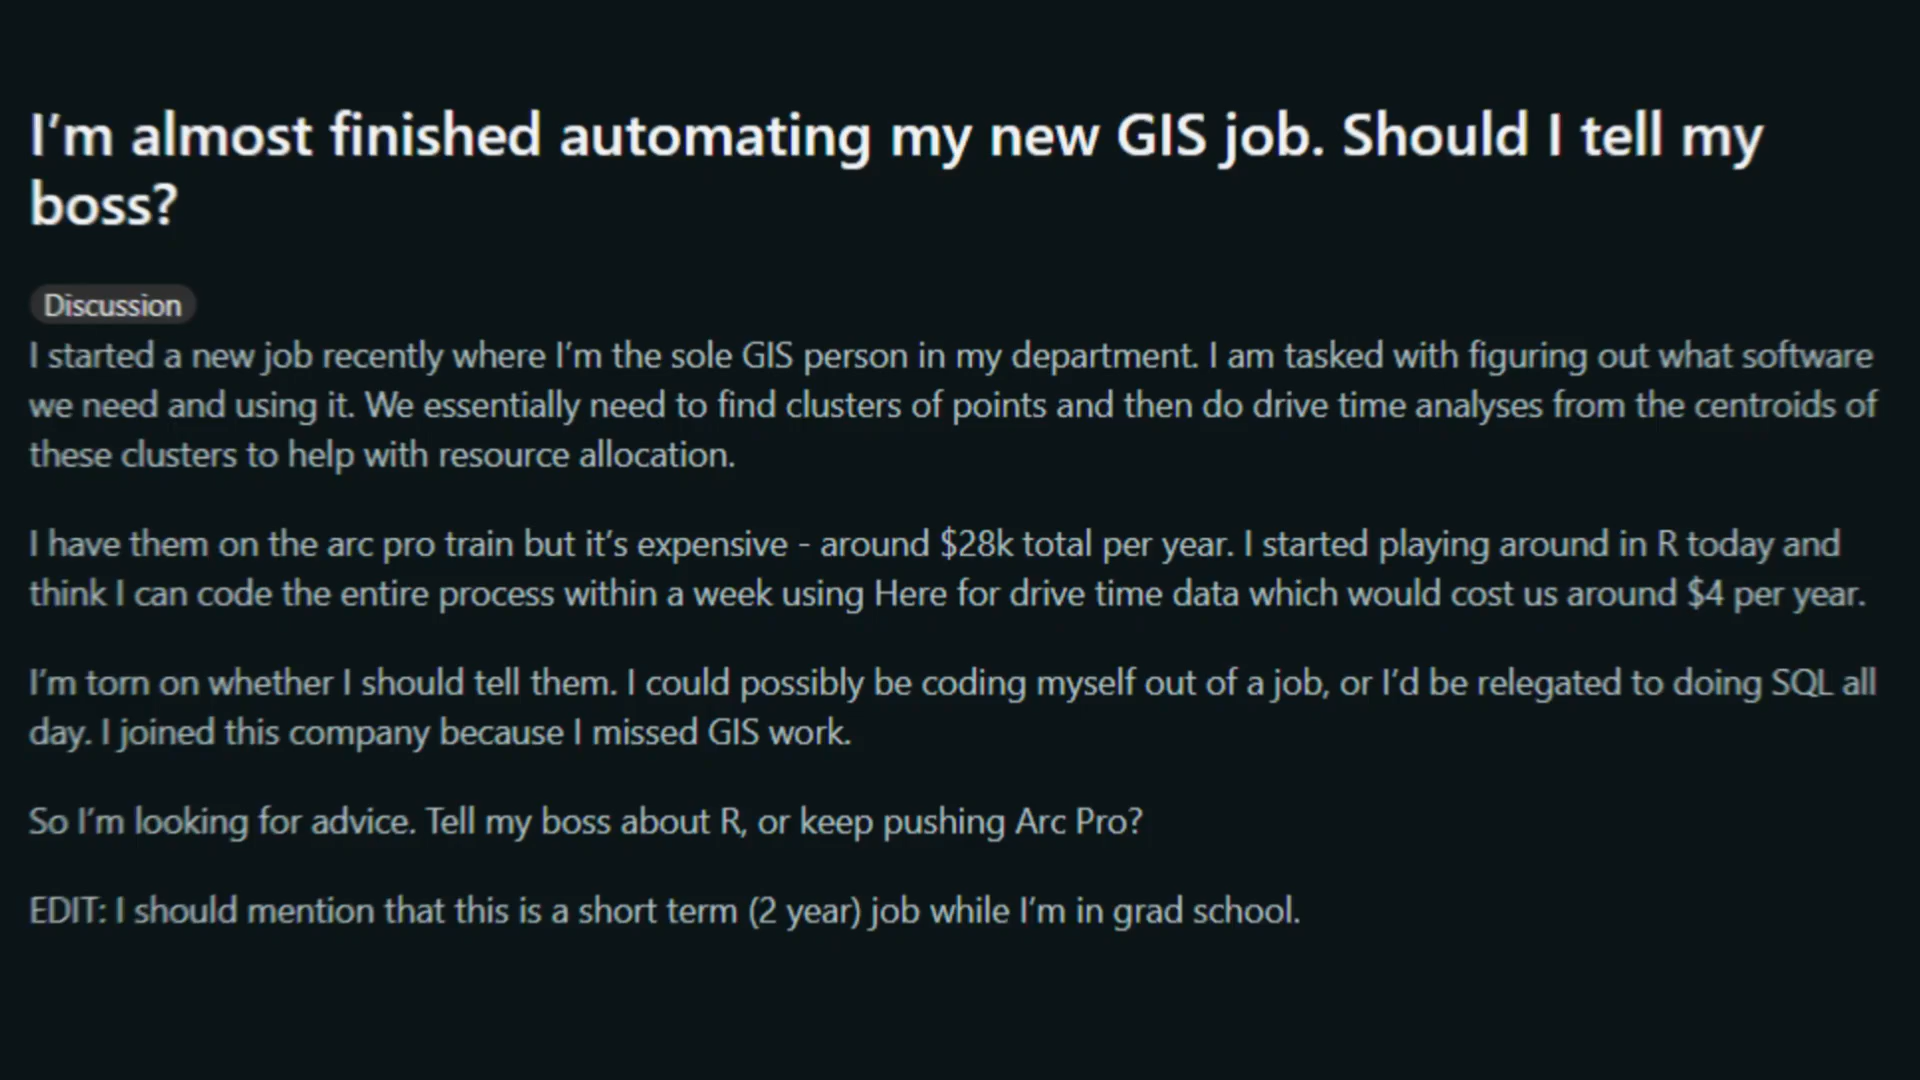 I’m almost finished automating my new GIS job. Should I tell my
boss?
Discussion
I started a new job recently where I’m the sole GIS person in my department. I am tasked with figuring out what software
we need and using it. We essentially need to find clusters of points and then do drive time analyses from the centroids of
these clusters to help with resource allocation.
I have them on the arc pro train but it’s expensive - around $28k total per year. I started playing around in R today and
think I can code the entire process within a week using Here for drive time data which would cost us around $4 per year.
I’m torn on whether I should tell them. I could possibly be coding myself out of a job, or I’d be relegated to doing SQL all
day. I joined this company because I missed GIS work.
So I’m looking for advice. Tell my boss about R, or keep pushing Arc Pro?
EDIT: I should mention that this is a short term (2 year) job while I’m in grad school.